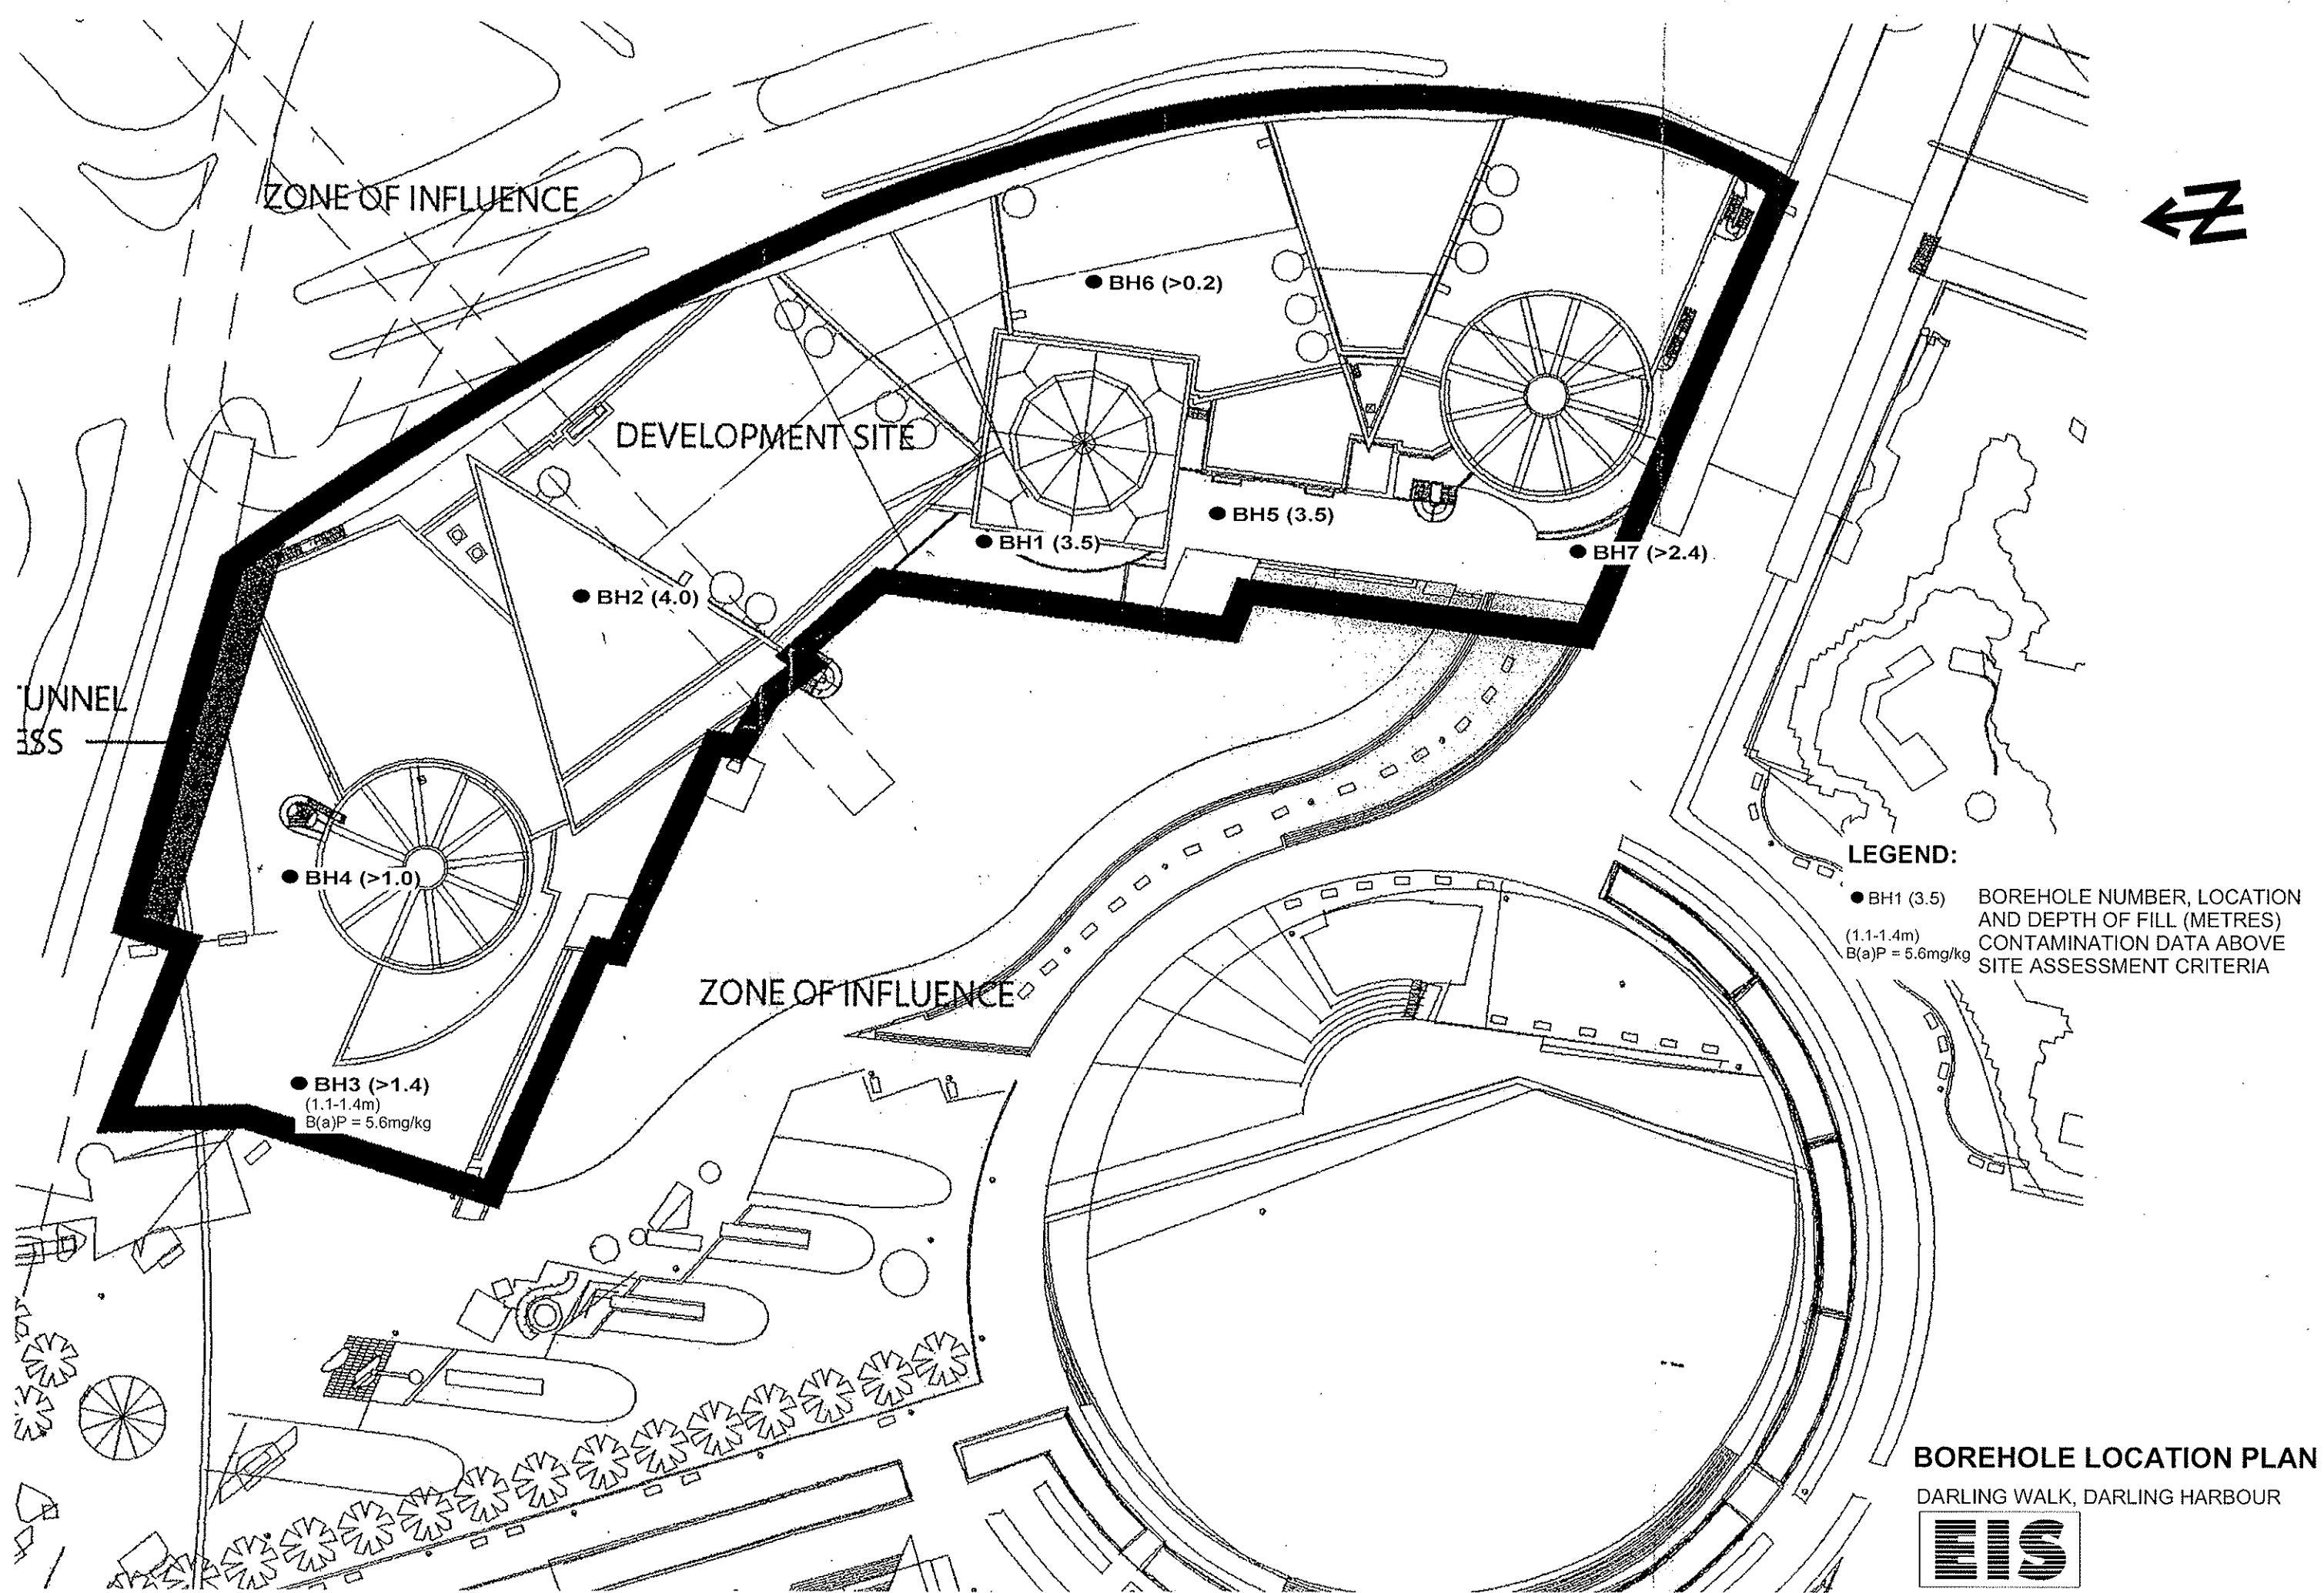 ZONE OF INFLUENCE
N
BH6 (>0.2)
DEVELOPMENT SITE
BH5 (3.5)
BH1 (3.5)
BH7 (>2.4)
BH2 (4.0)
UNNEL
ESS
LEGEND:
BH4 (>1.0)
BH1 (3.5)
(1.1-1.4m)
B(a)P = 5.6mg/kg
BOREHOLE NUMBER, LOCATION
AND DEPTH OF FILL (METRES)
CONTAMINATION DATA ABOVE
SITE ASSESSMENT CRITERIA
ZONE OF INFLUENCE
BH3 (>1.4)
(1.1-1.4m)
B(a)P = 5.6mg/kg
BOREHOLE LOCATION PLAN
DARLING WALK, DARLING HARBOUR
EIS